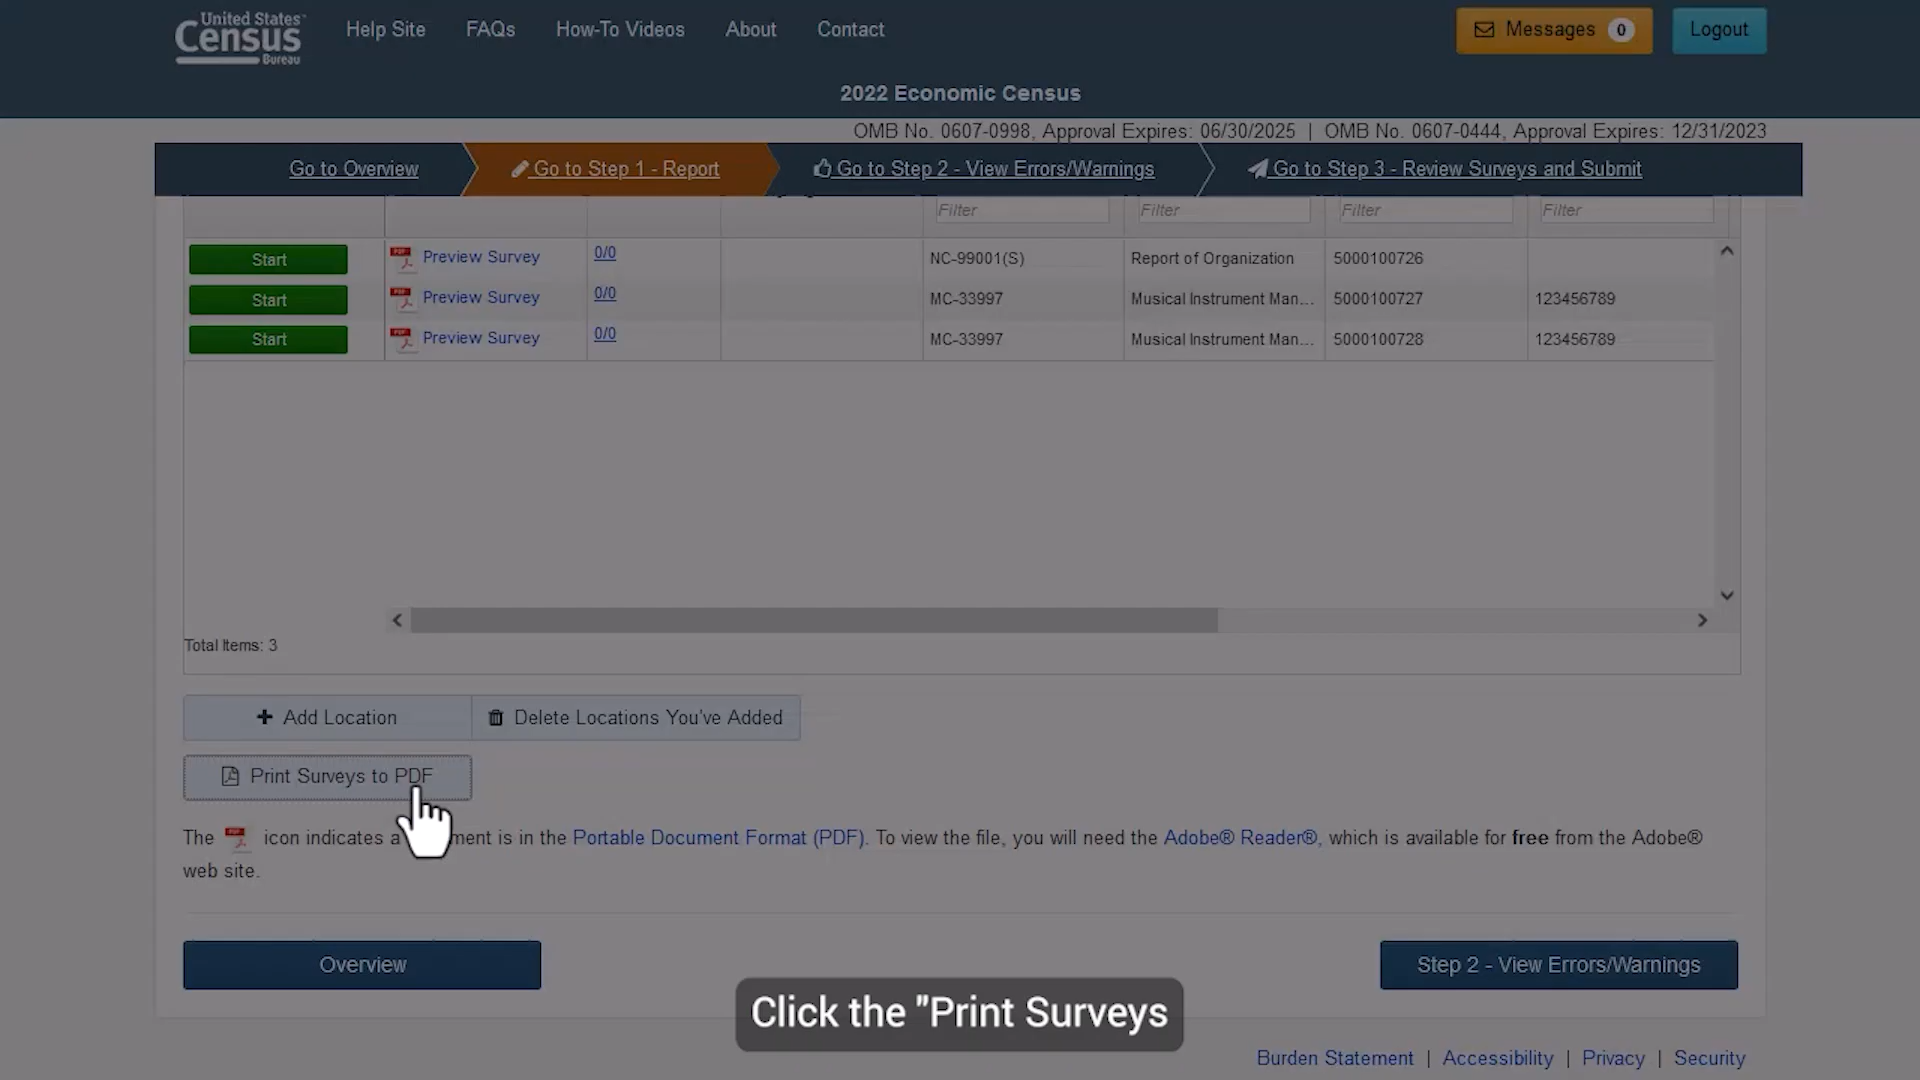 United States
Census
Bureau
Help Site
FAQs
How-To Videos
About
Contact
Messages 0
Logout
2022 Economic Census
OMB No. 0607-0998, Approval Expires: 06/30/2025 | OMB No. 0607-0444, Approval Expires: 12/31/2023
Go to Overview
Go to Step 1 - Report
Go to Step 2 - View Errors/Warnings
Go to Step 3 - Review Surveys and Submit
Filter Filter Filter Filter
Start Preview Survey 0/0 NC-99001(S) Report of Organization 5000100726
Start Preview Survey 0/0 MC-33997 Musical Instrument Man... 5000100727 123456789
Start Preview Survey 0/0 MC-33997 Musical Instrument Man... 5000100728 123456789
Total Items: 3
Add Location
Delete Locations You've Added
Print Surveys to PDF
The icon indicates a ment is in the Portable Document Format (PDF). To view the file, you will need the Adobe® Reader®, which is available for free from the Adobe®
web site.
Overview
Step 2 - View Errors/Warnings
Click the "Print Surveys
Burden Statement | Accessibility | Privacy | Security